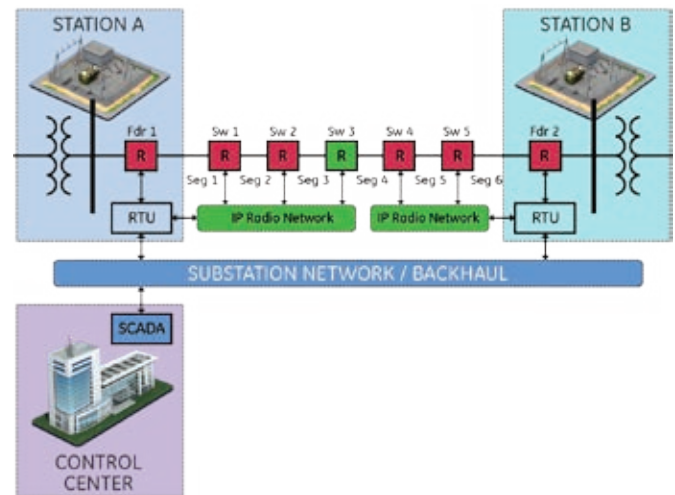 STATION A
STATION B
Fdr 1
Sw 1
Sw 2
Sw 3
Sw 4
Sw 5
Fdr 2
R
R
R
R
R
R
R
Seg 1
Seg 2
Seg 3
Seg 4
Seg 5
Seg 6
RTU
IP Radio Network
IP Radio Network
RTU
SUBSTATION NETWORK / BACKHAUL
SCADA
CONTROL
CENTER